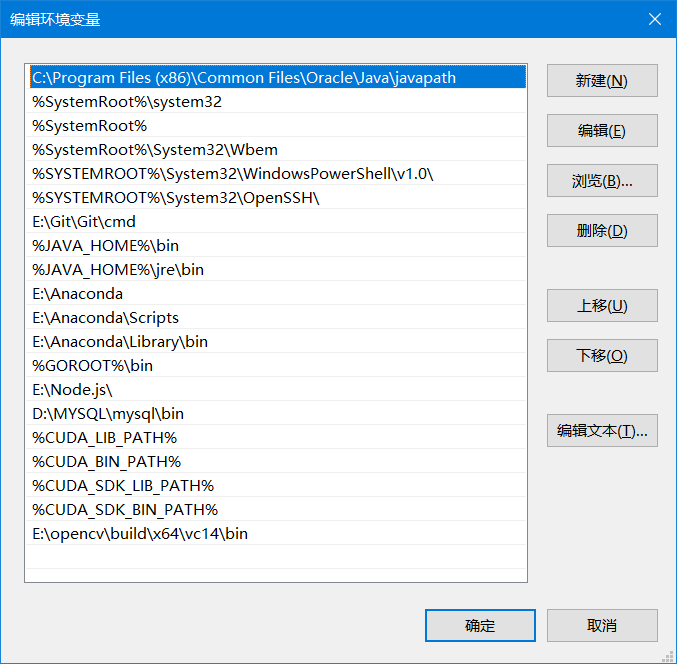 编辑环境变量
C:\Program Files (x86)\Common Files\Oracle\Java\javapath
%SystemRoot%\system32
%SystemRoot%
%SystemRoot%\System32\Wbem
%SYSTEMROOT%\System32\WindowsPowerShell\v1.0\
%SYSTEMROOT%\System32\OpenSSH\
E:\Git\Git\cmd
%JAVA_HOME%\bin
%JAVA_HOME%\jre\bin
E:\Anaconda
E:\Anaconda\Scripts
E:\Anaconda\Library\bin
%GOROOT%\bin
E:\Node.js\
D:\MYSQL\mysql\bin
%CUDA_LIB_PATH%
%CUDA_BIN_PATH%
%CUDA_SDK_LIB_PATH%
%CUDA_SDK_BIN_PATH%
E:\opencv\build\x64\vc14\bin
新建(N)
编辑(E)
浏览(B)...
删除(D)
上移(U)
下移(O)
编辑文本(T)...
确定
取消